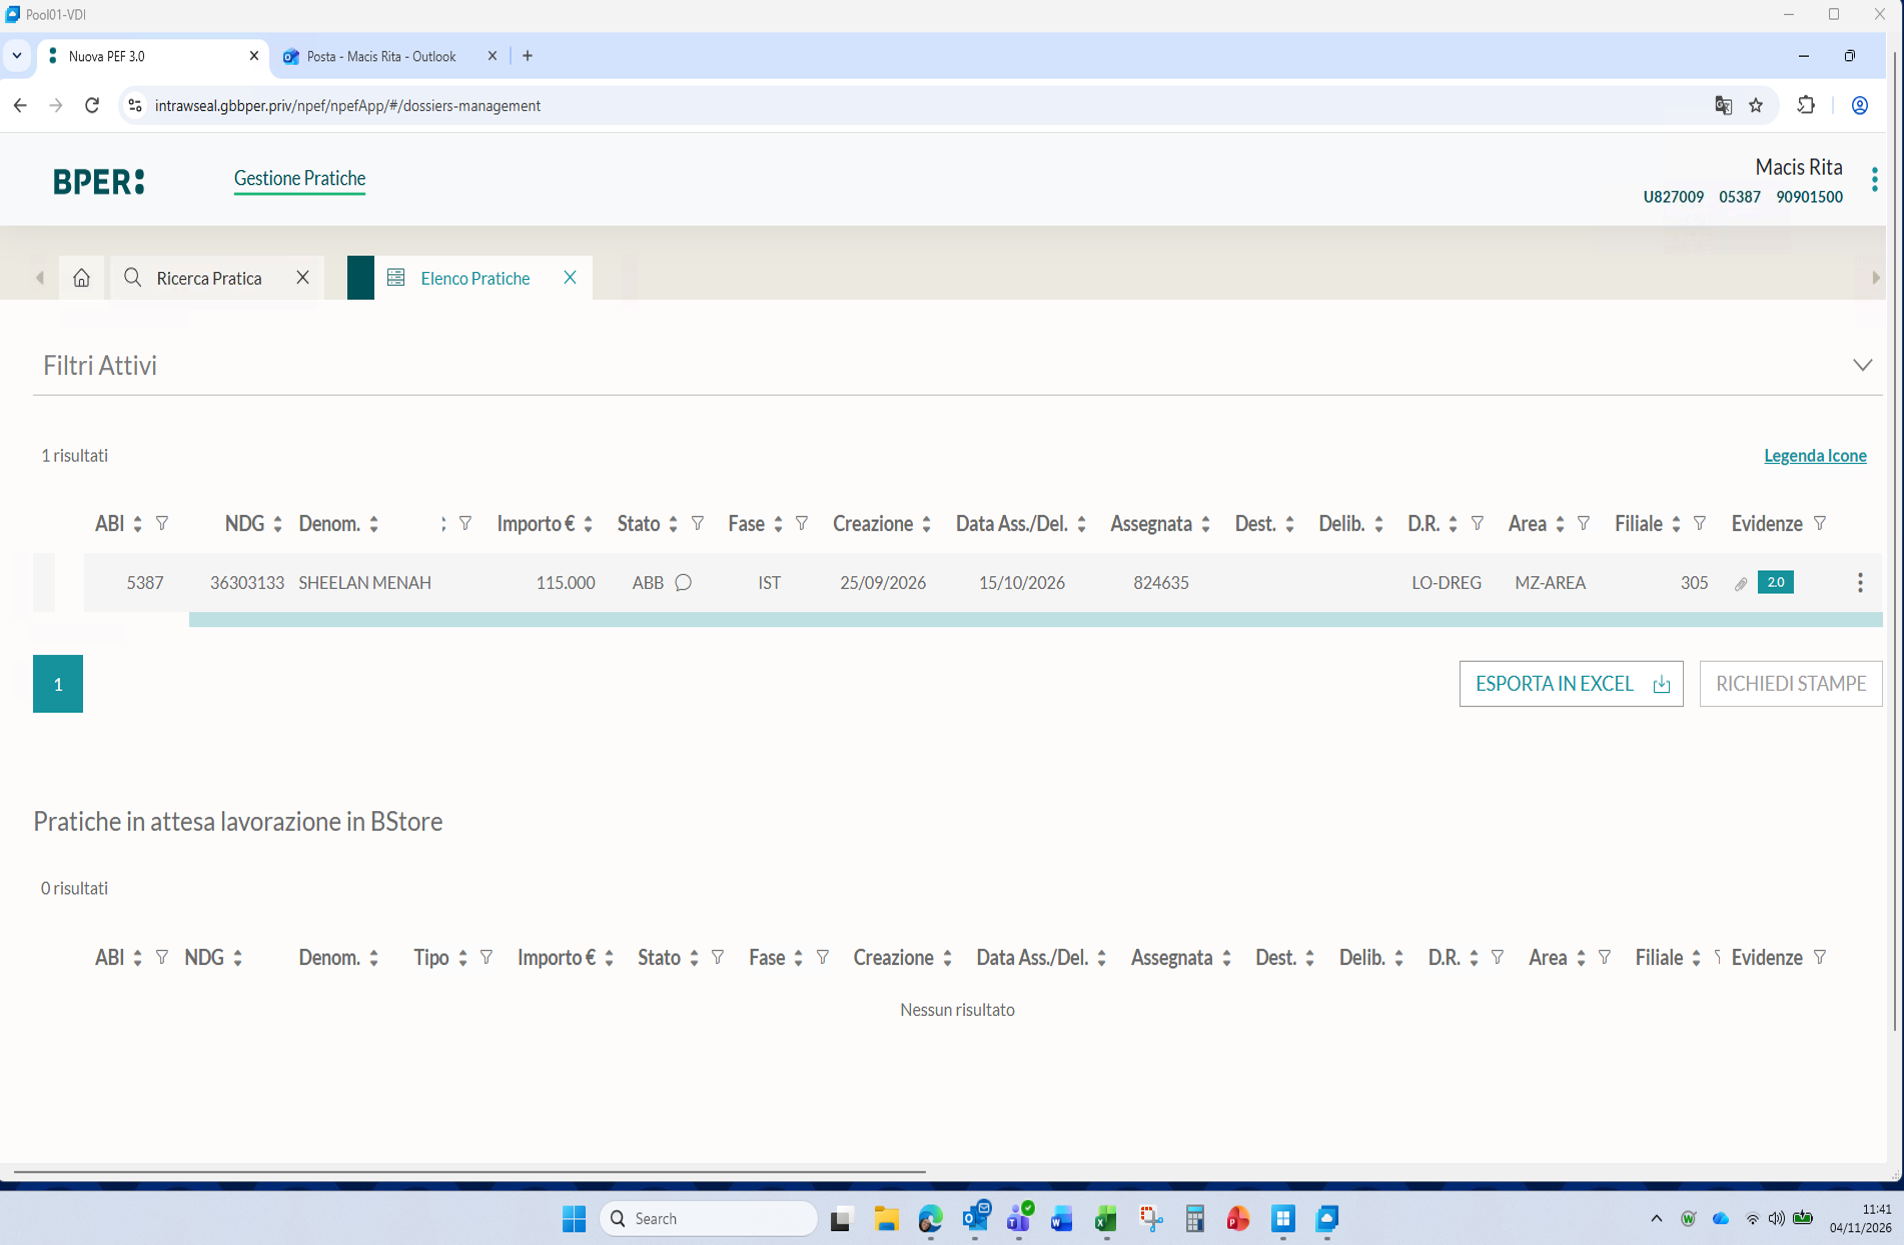 Pool01-VDI
Nuova PEF 3.0
Posta - Macis Rita - Outlook
intrawseal.gbbper.priv/npef/npefApp/#/dossiers-management
BPER:
Gestione Pratiche
Macis Rita
U827009 05387 90901500
Ricerca Pratica
Elenco Pratiche
Filtri Attivi
1 risultati
Legenda Icone
ABI NDG Denom. Importo € Stato Fase Creazione Data Ass./Del. Assegnata Dest. Delib. D.R. Area Filiale Evidenze
5387 36303133 SHEELAN MENAH 115.000 ABB IST 25/09/2026 15/10/2026 824635 LO-DREG MZ-AREA 305 2.0
1
ESPORTA IN EXCEL
RICHIEDI STAMPE
Pratiche in attesa lavorazione in BStore
0 risultati
ABI NDG Denom. Tipo Importo € Stato Fase Creazione Data Ass./Del. Assegnata Dest. Delib. D.R. Area Filiale Evidenze
Nessun risultato
Search
11:41
04/11/2026